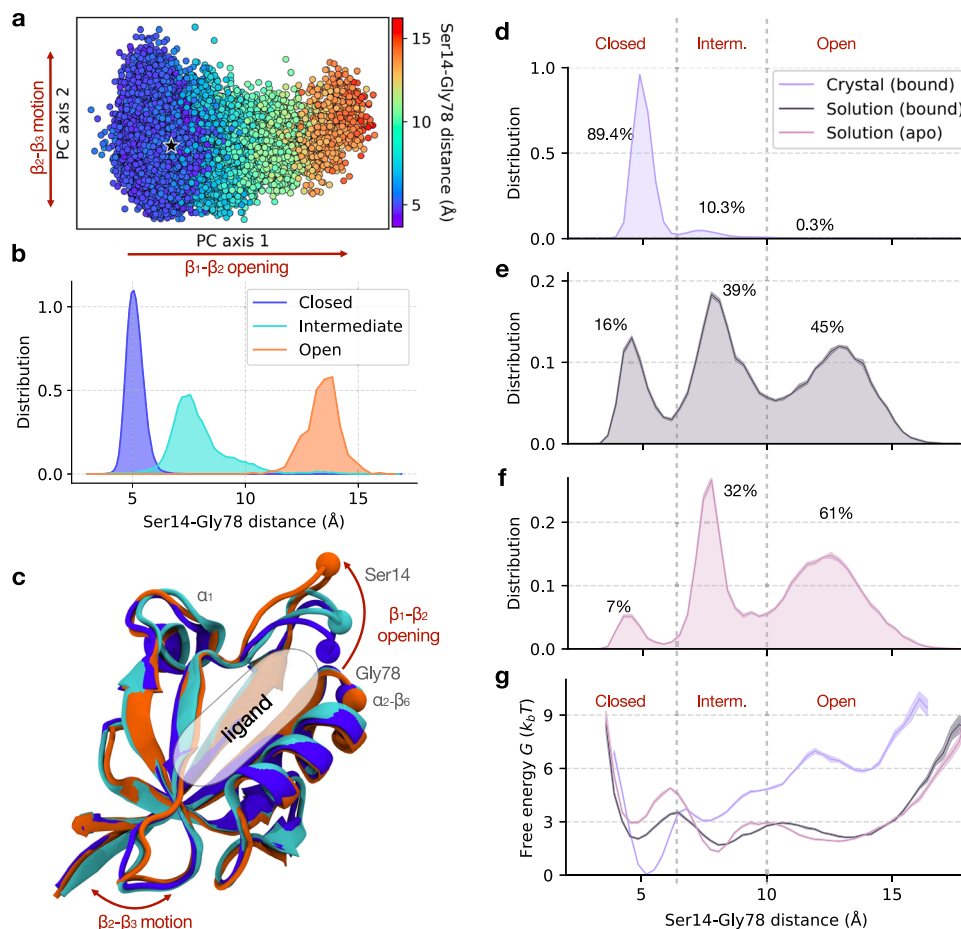 a
β₂-β₃ motion
PC axis 2
PC axis 1
β₁-β₂ opening
15
10
5
Ser14-Gly78 distance (Å)
b
Distribution
1.0
0.5
0.0
Closed
Intermediate
Open
5
10
15
Ser14-Gly78 distance (Å)
c
α₁
Ser14
β₁-β₂
opening
Gly78
α₂-β₆
ligand
β₂-β₃ motion
d
Closed
Interm.
Open
Distribution
1.0
0.5
0.0
Crystal (bound)
Solution (bound)
Solution (apo)
89.4%
10.3%
0.3%
e
Distribution
0.2
0.1
0.0
16%
39%
45%
f
Distribution
0.2
0.1
0.0
7%
32%
61%
g
Closed
Interm.
Open
Free energy G (k_bT)
9
6
3
0
5
10
15
Ser14-Gly78 distance (Å)